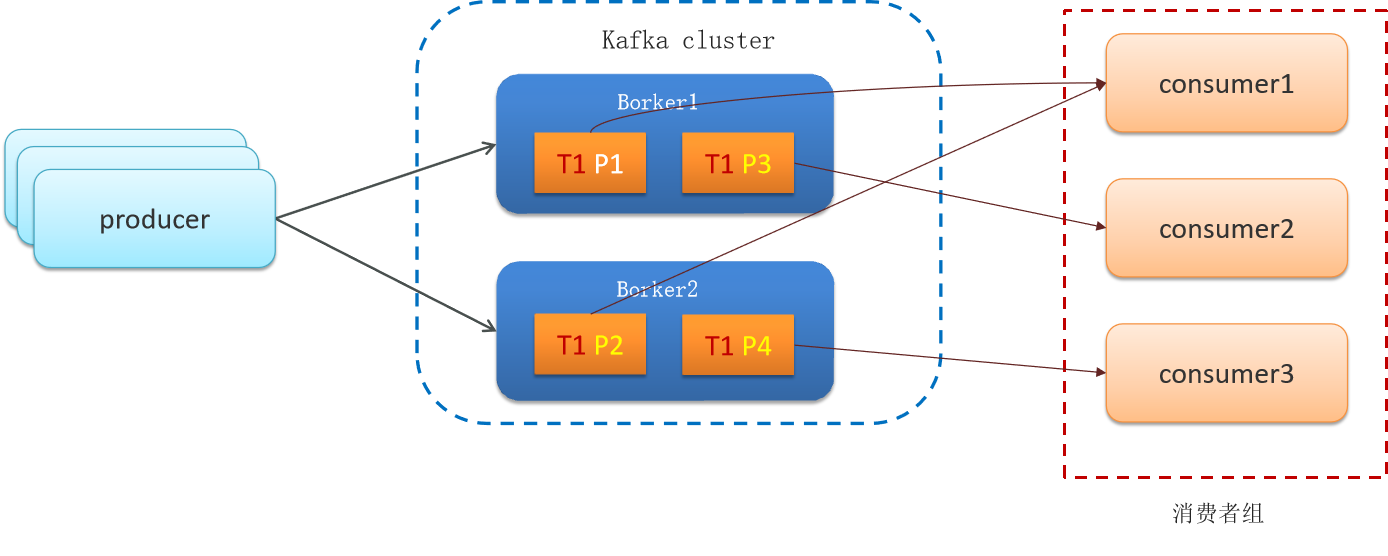 Kafka cluster
producer
Borker1
T1 P1
T1 P3
Borker2
T1 P2
T1 P4
consumer1
consumer2
consumer3
消费者组